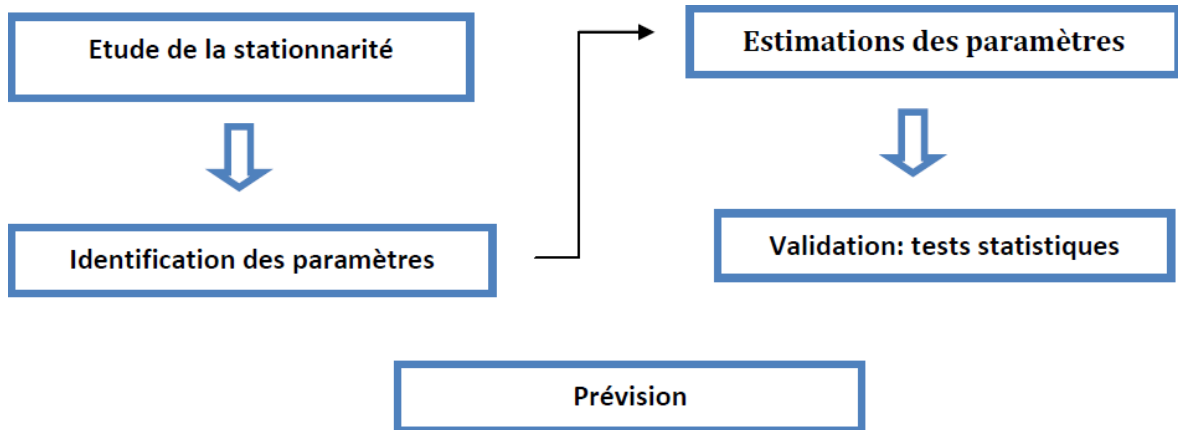 Etude de la stationnarité
Identification des paramètres
Estimations des paramètres
Validation: tests statistiques
Prévision